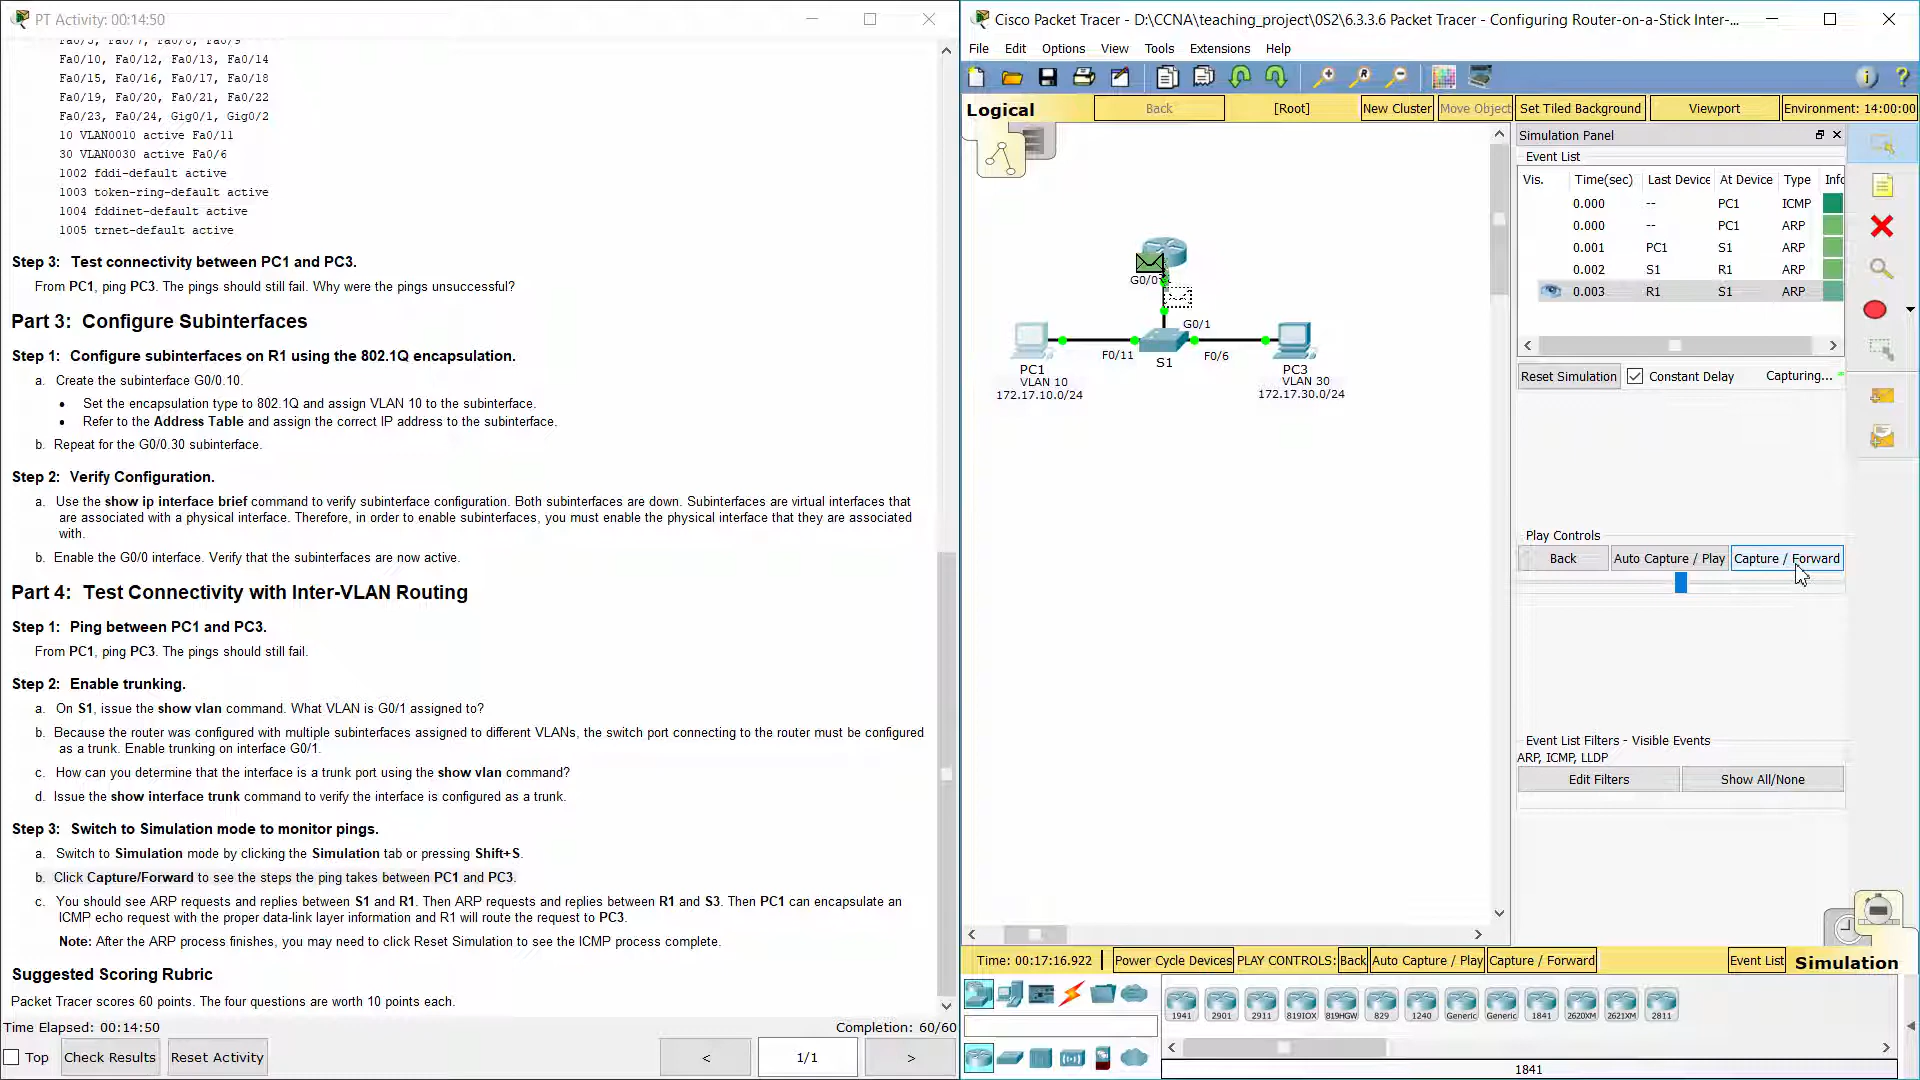 PT Activity: 00:14:50
Fa0/10, Fa0/12, Fa0/13, Fa0/14
Fa0/15, Fa0/16, Fa0/17, Fa0/18
Fa0/19, Fa0/20, Fa0/21, Fa0/22
Fa0/23, Fa0/24, Gig0/1, Gig0/2
10 VLAN0010 active Fa0/11
30 VLAN0030 active Fa0/6
1002 fddi-default active
1003 token-ring-default active
1004 fddinet-default active
1005 trnet-default active
Step 3: Test connectivity between PC1 and PC3.
From PC1, ping PC3. The pings should still fail. Why were the pings unsuccessful?
Part 3: Configure Subinterfaces
Step 1: Configure subinterfaces on R1 using the 802.1Q encapsulation.
a. Create the subinterface G0/0.10.
• Set the encapsulation type to 802.1Q and assign VLAN 10 to the subinterface.
• Refer to the Address Table and assign the correct IP address to the subinterface.
b. Repeat for the G0/0.30 subinterface.
Step 2: Verify Configuration.
a. Use the show ip interface brief command to verify subinterface configuration. Both subinterfaces are down. Subinterfaces are virtual interfaces that
are associated with a physical interface. Therefore, in order to enable subinterfaces, you must enable the physical interface that they are associated
with.
b. Enable the G0/0 interface. Verify that the subinterfaces are now active.
Part 4: Test Connectivity with Inter-VLAN Routing
Step 1: Ping between PC1 and PC3.
From PC1, ping PC3. The pings should still fail.
Step 2: Enable trunking.
a. On S1, issue the show vlan command. What VLAN is G0/1 assigned to?
b. Because the router was configured with multiple subinterfaces assigned to different VLANs, the switch port connecting to the router must be configured
as a trunk. Enable trunking on interface G0/1.
c. How can you determine that the interface is a trunk port using the show vlan command?
d. Issue the show interface trunk command to verify the interface is configured as a trunk.
Step 3: Switch to Simulation mode to monitor pings.
a. Switch to Simulation mode by clicking the Simulation tab or pressing Shift+S.
b. Click Capture/Forward to see the steps the ping takes between PC1 and PC3.
c. You should see ARP requests and replies between S1 and R1. Then ARP requests and replies between R1 and S3. Then PC1 can encapsulate an
ICMP echo request with the proper data-link layer information and R1 will route the request to PC3.
Note: After the ARP process finishes, you may need to click Reset Simulation to see the ICMP process complete.
Suggested Scoring Rubric
Packet Tracer scores 60 points. The four questions are worth 10 points each.
Time Elapsed: 00:14:50
Completion: 60/60
Top
Check Results
Reset Activity
<
1/1
>
Cisco Packet Tracer - D:\CCNA\teaching_project\0S2\6.3.3.6 Packet Tracer - Configuring Router-on-a-Stick Inter-...
File Edit Options View Tools Extensions Help
Logical
Back
[Root]
New Cluster
Move Object
Set Tiled Background
Viewport
Environment: 14:00:00
G0/0
G0/1
F0/11
S1
F0/6
PC1
VLAN 10
172.17.10.0/24
PC3
VLAN 30
172.17.30.0/24
Simulation Panel
Event List
Vis. Time(sec) Last Device At Device Type Info
0.000 -- PC1 ICMP
0.000 -- PC1 ARP
0.001 PC1 S1 ARP
0.002 S1 R1 ARP
0.003 R1 S1 ARP
Reset Simulation
Constant Delay
Capturing...
Play Controls
Back
Auto Capture / Play
Capture / Forward
Event List Filters - Visible Events
ARP, ICMP, LLDP
Edit Filters
Show All/None
Time: 00:17:16.922
Power Cycle Devices
PLAY CONTROLS:
Back
Auto Capture / Play
Capture / Forward
Event List
Simulation
1941 2901 2911 819IOX 819HGW 829 1240 Generic Generic 1841 2620XM 2621XM 2811
1841